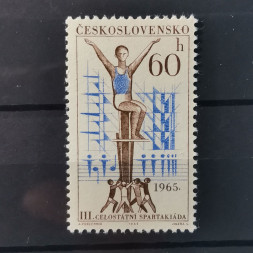 ČESKOSLOVENSKO
60 h
1965
III. CELOSTÁTNÍ SPARTAKIÁDA